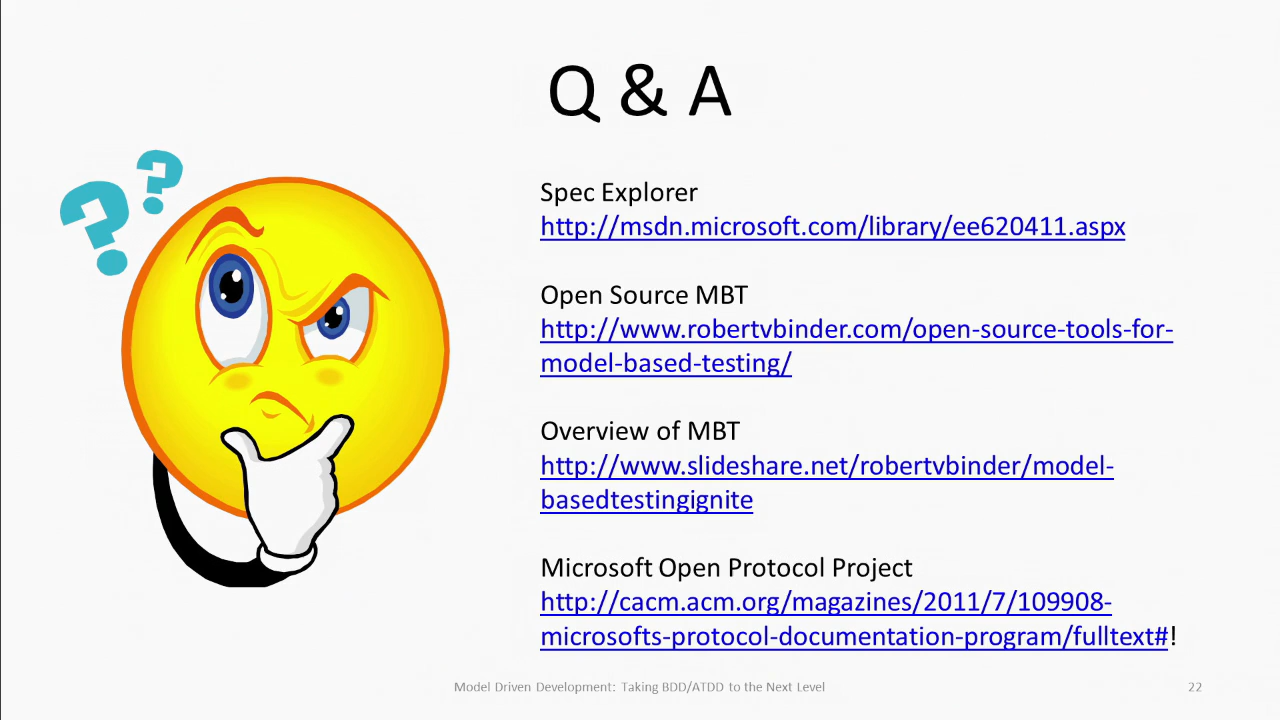 Q & A
? ?
Spec Explorer
http://msdn.microsoft.com/library/ee620411.aspx
Open Source MBT
http://www.robertvbinder.com/open-source-tools-for-
model-based-testing/
Overview of MBT
http://www.slideshare.net/robertvbinder/model-
basedtestingignite
Microsoft Open Protocol Project
http://cacm.acm.org/magazines/2011/7/109908-
microsofts-protocol-documentation-program/fulltext#!
Model Driven Development: Taking BDD/ATDD to the Next Level
22